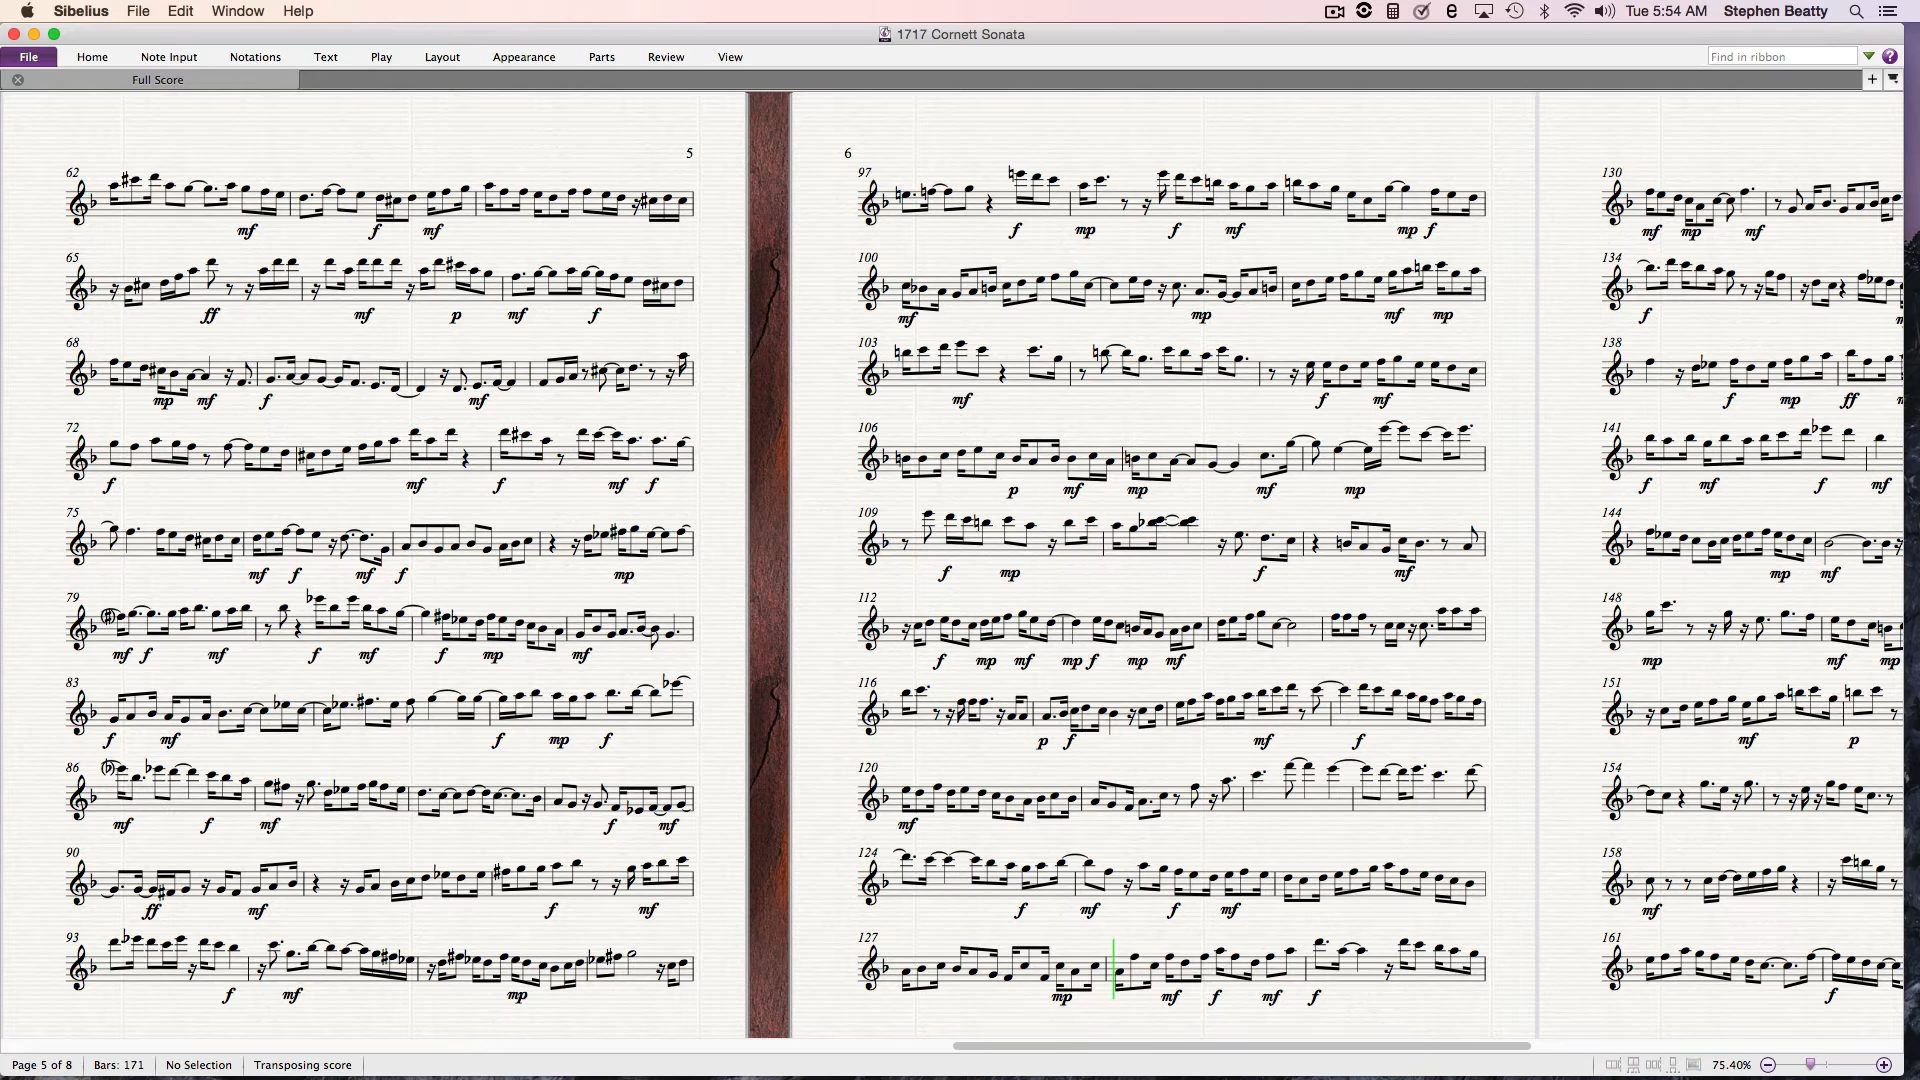 Sibelius File Edit Window Help Tue 5:54 AM Stephen Beatty
1717 Cornett Sonata
File Home Note Input Notations Text Play Layout Appearance Parts Review View Find in ribbon
Full Score
5
62
mf f mf
65
ff mf p mf f
68
mp mf f mf
72
f mf f mf f
75
mf f mf f mp
79
mf f mf f mf f mp mf
83
f mf f mp f
86
mf f mf f mf
90
ff mf f mf
93
f mf mp
6
97
f mp f mf mp f
100
mf mp mf mp
103
mf f mf
106
p mf mp mf mp
109
f mp f mf
112
f mp mf mp f mp mf
116
p f mf f
120
mf
124
f mf f mf
127
mp mf f mf f
130
mf mp mf
134
f
138
f mp ff
141
f mf f mf
144
mp mf
148
mp mf mp
151
mf p
154
158
mf
161
f
Page 5 of 8 Bars: 171 No Selection Transposing score 75.40%